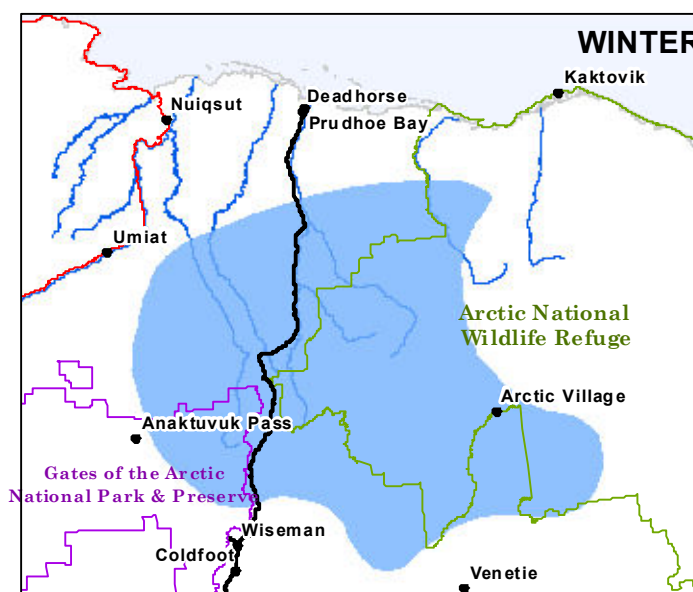 WINTER
Kaktovik
Deadhorse
Prudhoe Bay
Nuiqsut
Umiat
Arctic National
Wildlife Refuge
Arctic Village
Anaktuvuk Pass
Gates of the Arctic
National Park & Preserv
Wiseman
Coldfoot
Venetie